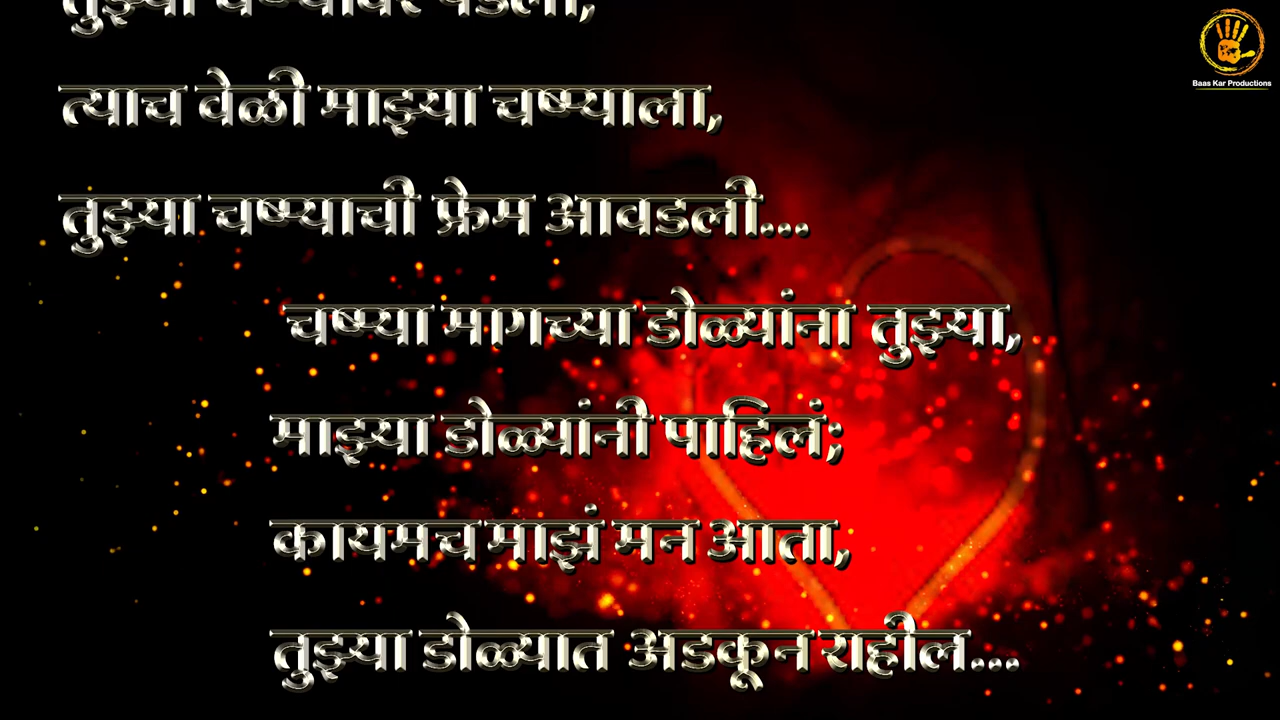 Baas Kar Productions
त्याच वेळी माझ्या चष्म्याला,
तुझ्या चष्म्याची फ्रेम आवडली...
चष्म्या मागच्या डोळ्यांना तुझ्या,
माझ्या डोळ्यांनी पाहिलं;
कायमच माझं मन आता,
तुझ्या डोळ्यात अडकून राहील...